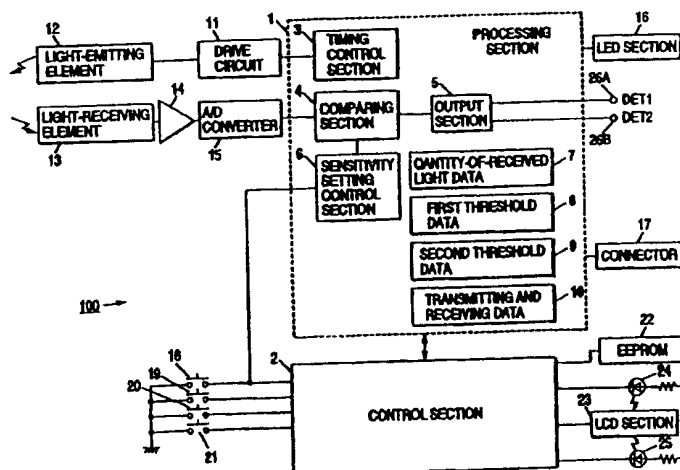 12
LIGHT-EMITTING
ELEMENT
11
DRIVE
CIRCUIT
1
3
TIMING
CONTROL
SECTION
PROCESSING
SECTION
16
LED SECTION
14
LIGHT-RECEIVING
ELEMENT
13
A/D
CONVERTER
15
4
COMPARING
SECTION
5
OUTPUT
SECTION
26A
DET1
DET2
26B
6
SENSITIVITY
SETTING
CONTROL
SECTION
QANTITY-OF-RECEIVED
LIGHT DATA
7
FIRST THRESHOLD
DATA
8
SECOND THRESHOLD
DATA
9
17
CONNECTOR
TRANSMITTING AND
RECEIVING DATA
10
100
18
19
20
21
2
CONTROL SECTION
22
EEPROM
24
23
LCD SECTION
25